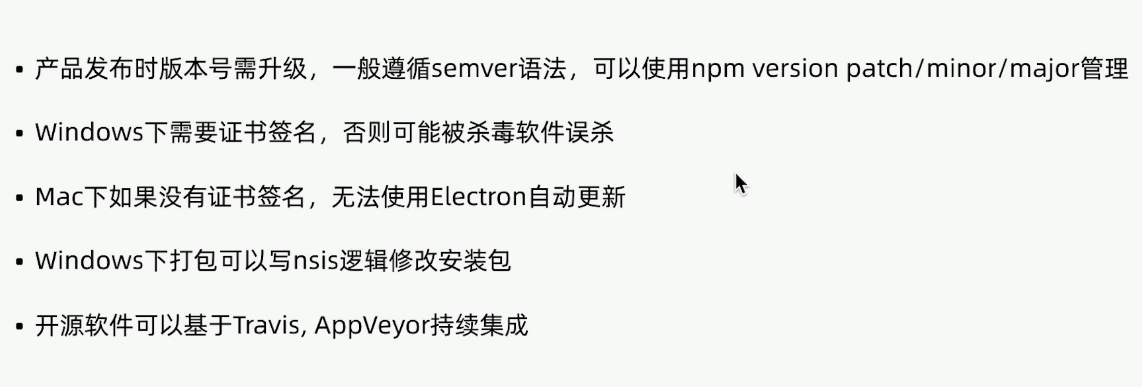 • 产品发布时版本号需升级，一般遵循semver语法，可以使用npm version patch/minor/major管理
• Windows下需要证书签名，否则可能被杀毒软件误杀
• Mac下如果没有证书签名，无法使用Electron自动更新
• Windows下打包可以写nsis逻辑修改安装包
• 开源软件可以基于Travis, AppVeyor持续集成